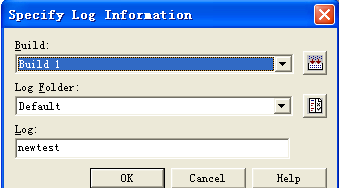 Specify Log Information
Build:
Build 1
Log Folder:
Default
Log:
newtest
OK Cancel Help